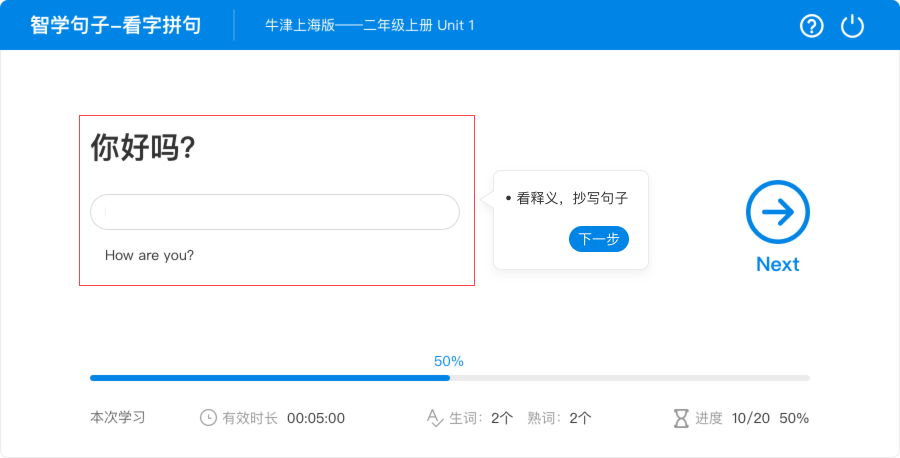 智学句子-看字拼句
牛津上海版——二年级上册 Unit 1
你好吗?
How are you?
• 看释义，抄写句子
下一步
Next
50%
本次学习 有效时长 00:05:00 生词：2个 熟词：2个 进度 10/20 50%